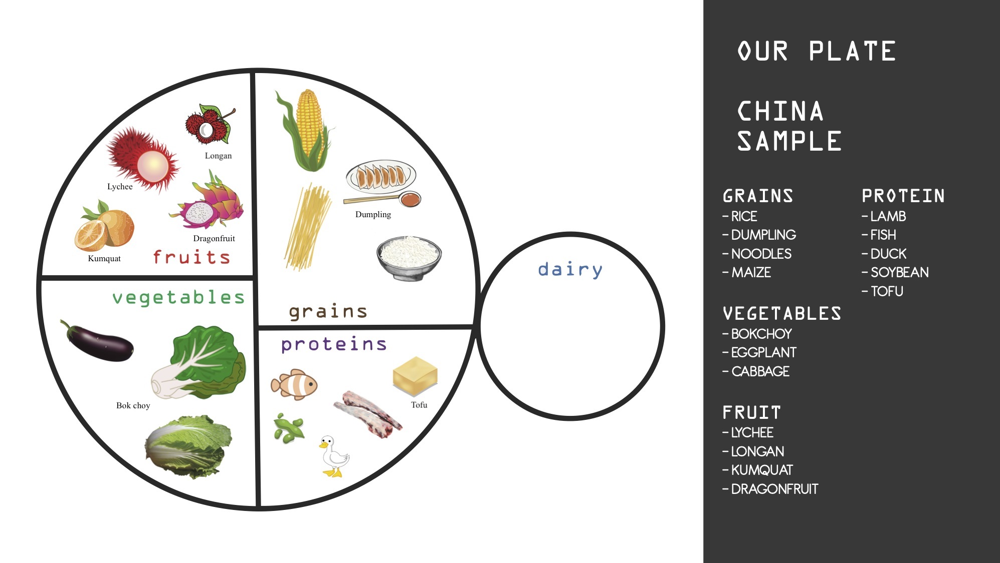 Longan
Lychee
Dragonfruit
Kumquat
fruits
vegetables
Bok choy
Dumpling
grains
proteins
Tofu
dairy
OUR PLATE
CHINA
SAMPLE
GRAINS
- RICE
- DUMPLING
- NOODLES
- MAIZE
VEGETABLES
- BOKCHOY
- EGGPLANT
- CABBAGE
FRUIT
- LYCHEE
- LONGAN
- KUMQUAT
- DRAGONFRUIT
PROTEIN
- LAMB
- FISH
- DUCK
- SOYBEAN
- TOFU